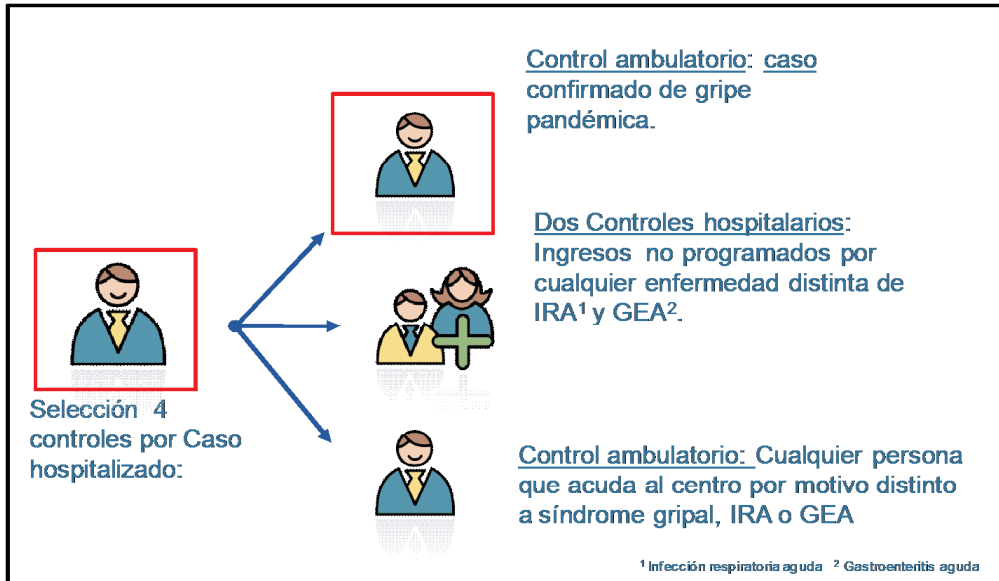 Control ambulatorio: caso
confirmado de gripe
pandémica.
Dos Controles hospitalarios:
Ingresos no programados por
cualquier enfermedad distinta de
IRA¹ y GEA².
Selección 4
controles por Caso
hospitalizado:
Control ambulatorio: Cualquier persona
que acuda al centro por motivo distinto
a síndrome gripal, IRA o GEA
¹ Infección respiratoria aguda ² Gastroenteritis aguda